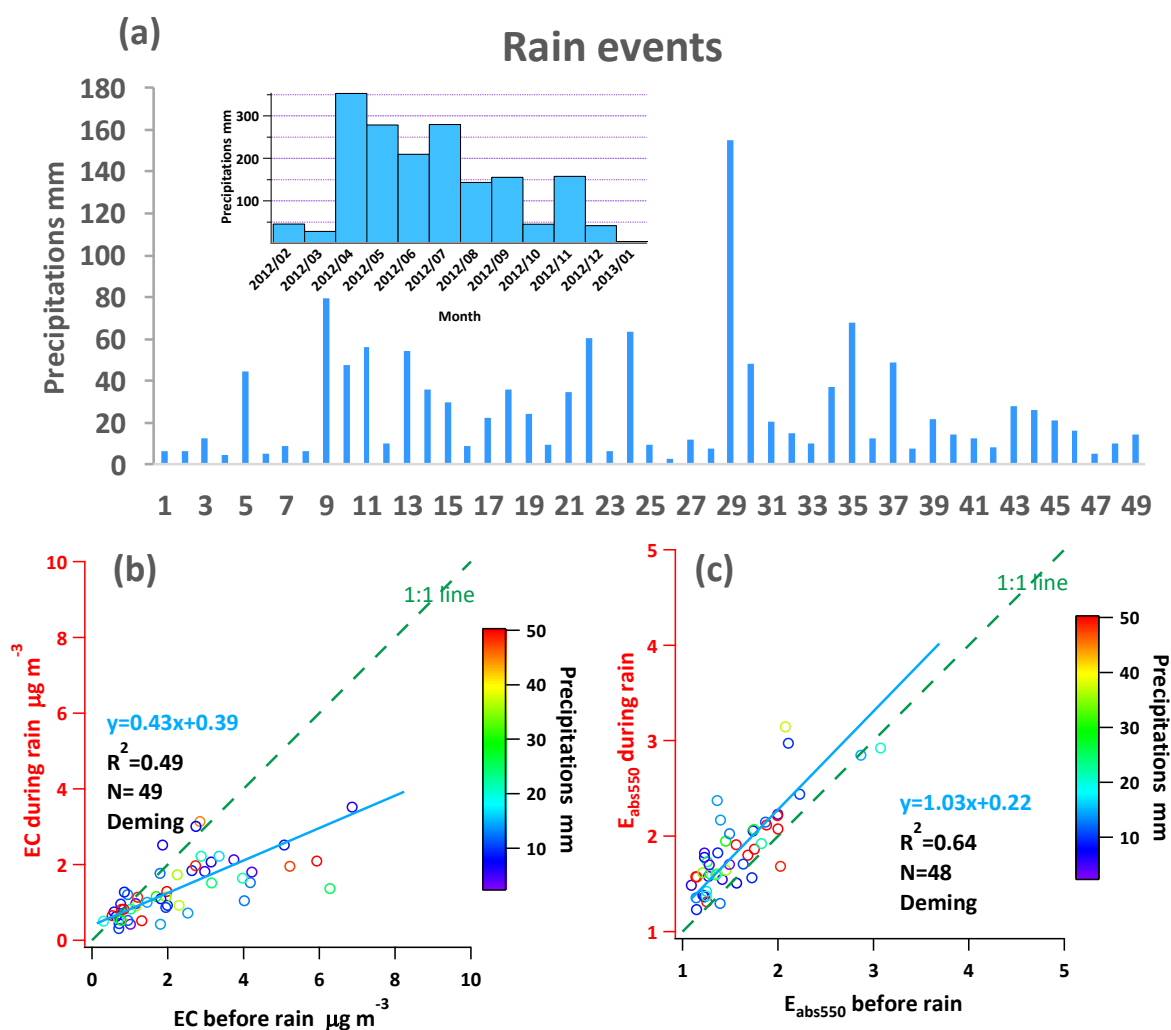 (a)
Rain events
Precipitations mm
180
160
140
120
100
80
60
40
20
0
1 3 5 7 9 11 13 15 17 19 21 23 25 27 29 31 33 35 37 39 41 43 45 47 49
Precipitations mm
300
200
100
2012/02 2012/03 2012/04 2012/05 2012/06 2012/07 2012/08 2012/09 2012/10 2012/11 2012/12 2013/01
Month
(b)
EC during rain µg m⁻³
10
8
6
4
2
0
1:1 line
y=0.43x+0.39
R²=0.49
N= 49
Deming
0 2 4 6 8 10
EC before rain µg m⁻³
50
40
30
20
10
Precipitations mm
(c)
E_abs550 during rain
5
4
3
2
1
1:1 line
y=1.03x+0.22
R²=0.64
N=48
Deming
1 2 3 4 5
E_abs550 before rain
50
40
30
20
10
Precipitations mm